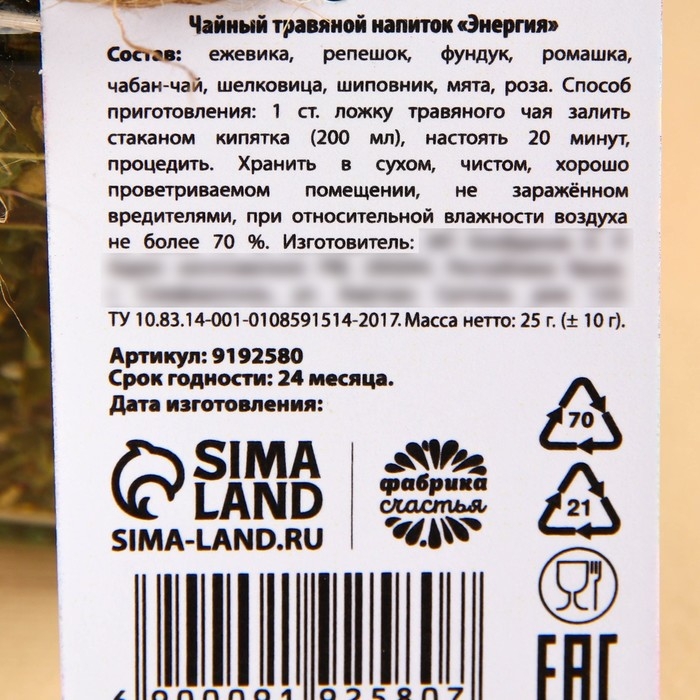 Чайный травяной напиток «Энергия»
Состав: ежевика, репешок, фундук, ромашка,
чабан-чай, шелковица, шиповник, мята, роза. Способ
приготовления: 1 ст. ложку травяного чая залить
стаканом кипятка (200 мл), настоять 20 минут,
процедить. Хранить в сухом, чистом, хорошо
проветриваемом помещении, не заражённом
вредителями, при относительной влажности воздуха
не более 70 %. Изготовитель:
ТУ 10.83.14-001-0108591514-2017. Масса нетто: 25 г. (± 10 г).
Артикул: 9192580
Срок годности: 24 месяца.
Дата изготовления:
SIMA
LAND
SIMA-LAND.RU
фабрика
счастья
70
21
EAC
6 900091 925807